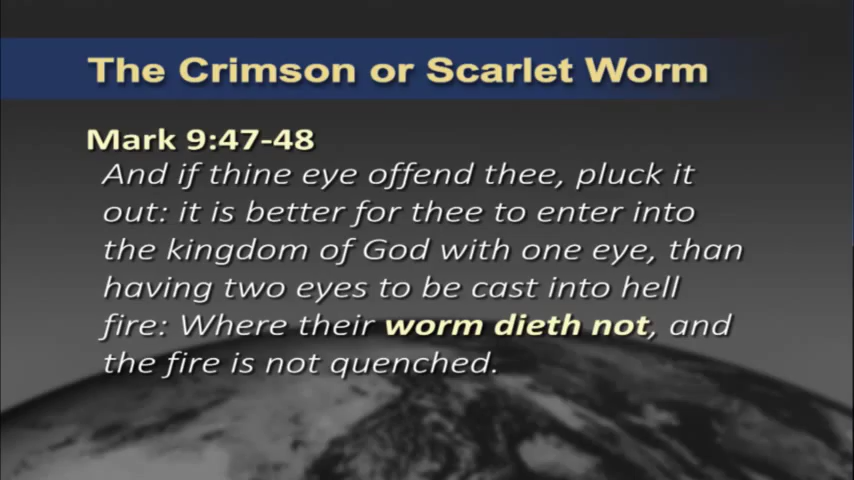 The Crimson or Scarlet Worm
Mark 9:47-48
And if thine eye offend thee, pluck it
out: it is better for thee to enter into
the kingdom of God with one eye, than
having two eyes to be cast into hell
fire: Where their worm dieth not, and
the fire is not quenched.